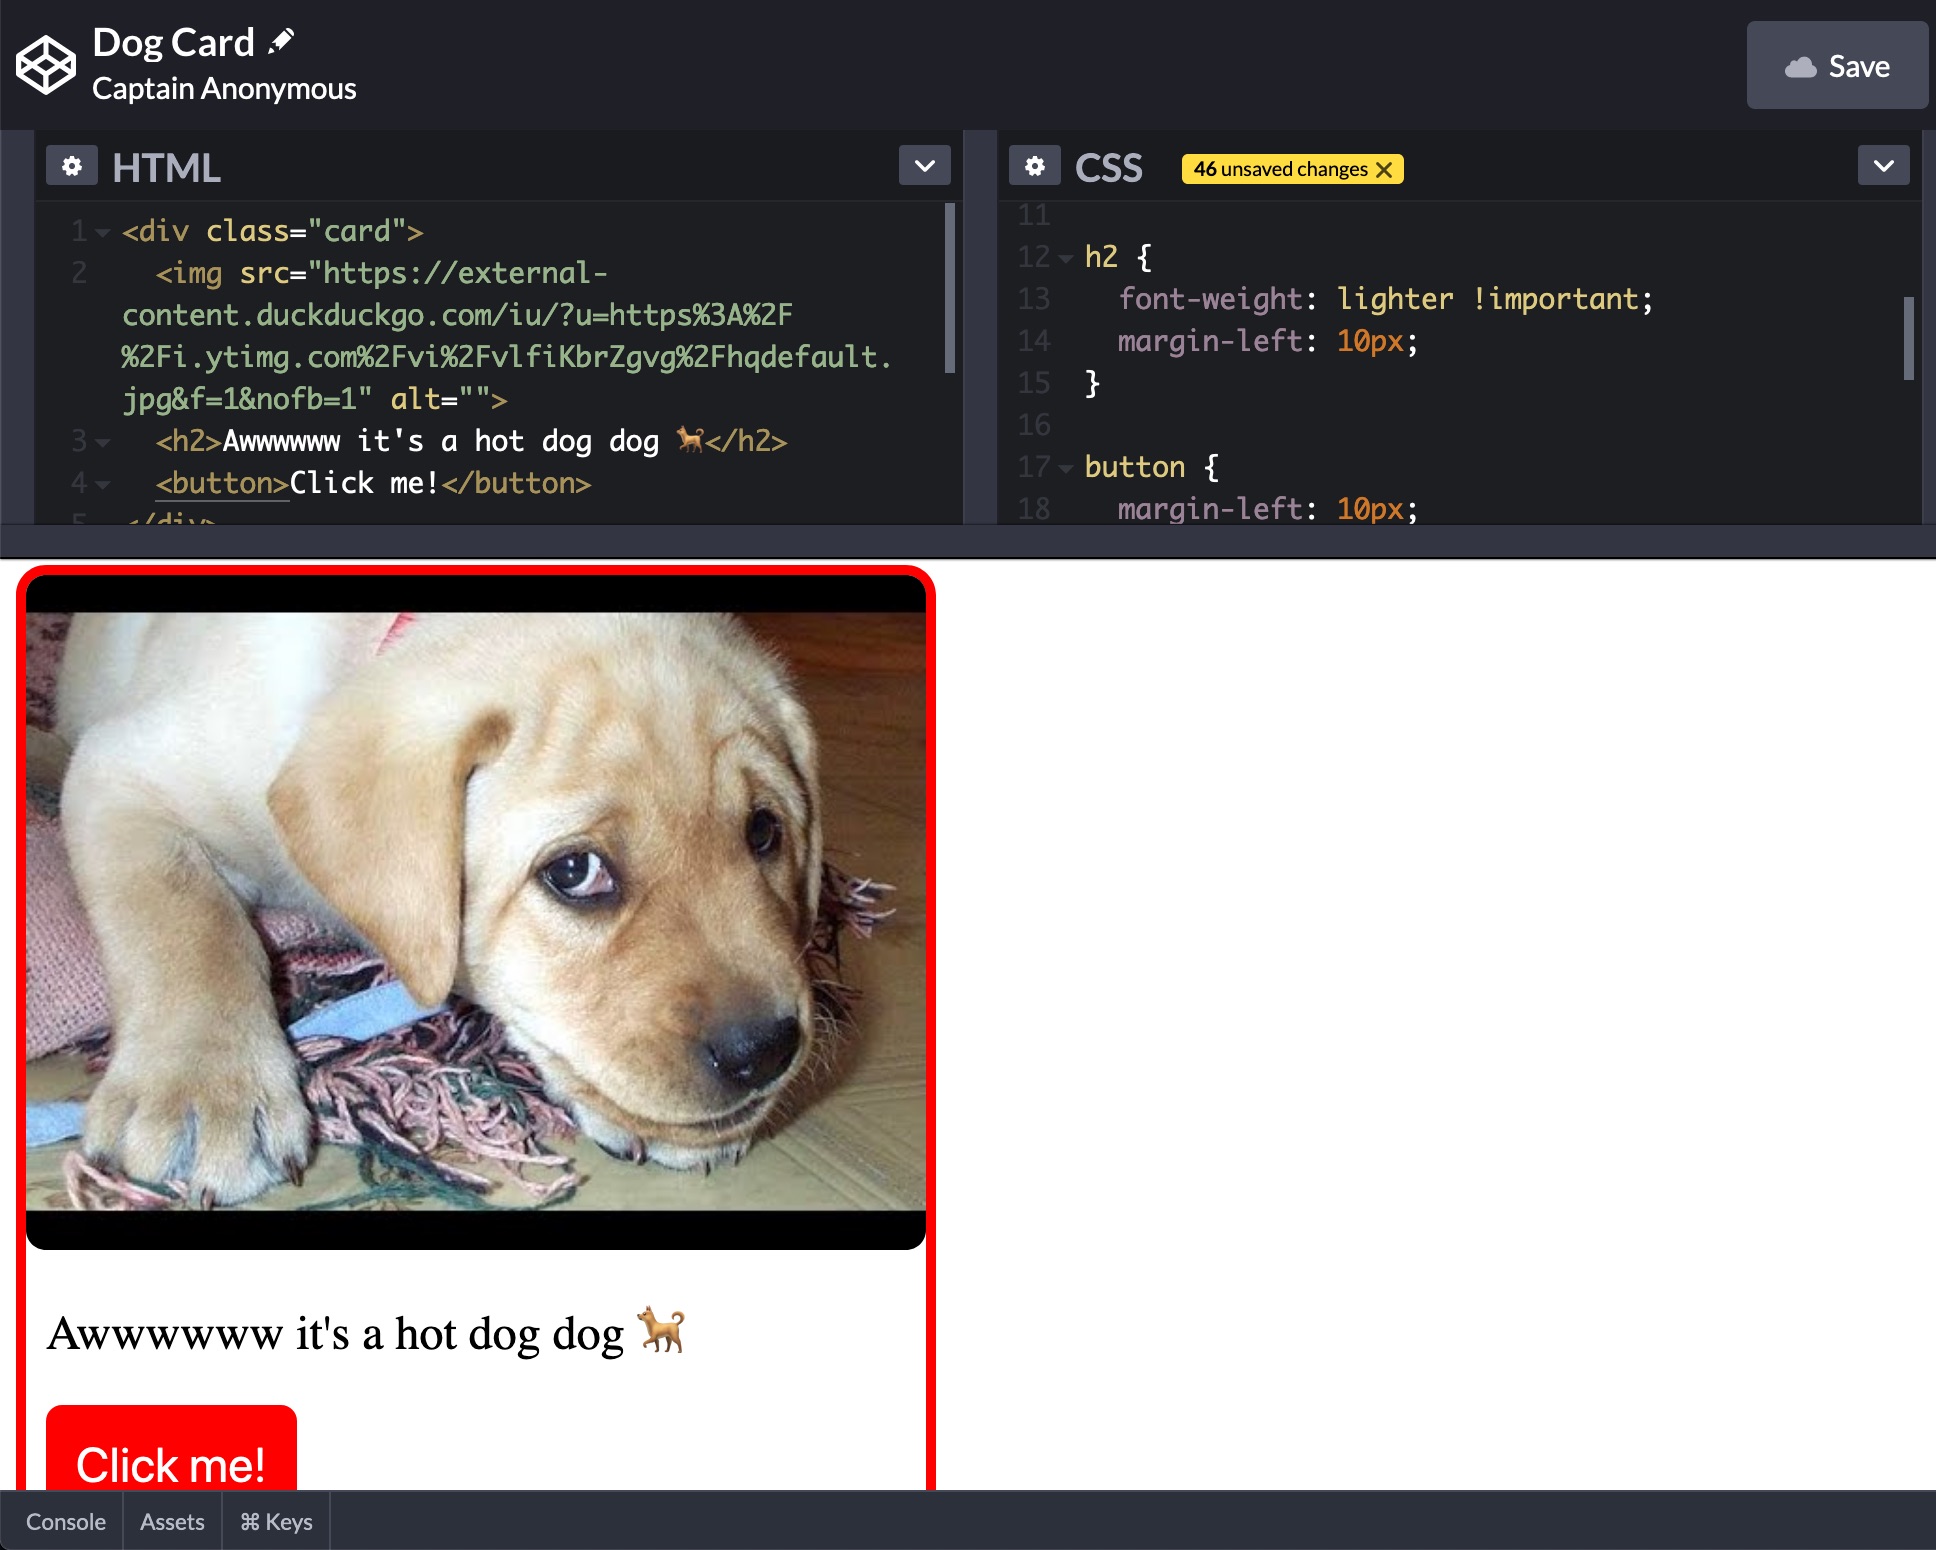 Dog Card
Captain Anonymous
Save
HTML
1 <div class="card">
2 <img src="https://external-
content.duckduckgo.com/iu/?u=https%3A%2F
%2Fi.ytimg.com%2Fvi%2FvlfiKbrZgvg%2Fhqdefault.
jpg&f=1&nofb=1" alt="">
3 <h2>Awwwwww it's a hot dog dog 🐕</h2>
4 <button>Click me!</button>
5 </div>
CSS
46 unsaved changes
11
12 h2 {
13 font-weight: lighter !important;
14 margin-left: 10px;
15 }
16
17 button {
18 margin-left: 10px;
Awwwwww it's a hot dog dog 🐕
Click me!
Console
Assets
⌘ Keys